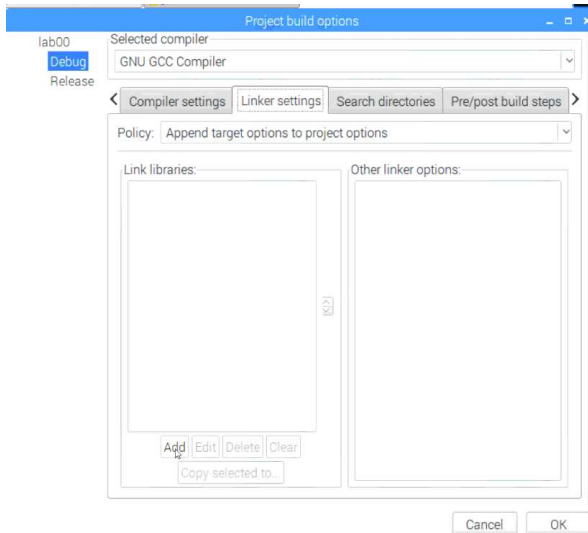 Project build options
lab00
Debug
Release
Selected compiler
GNU GCC Compiler
Compiler settings
Linker settings
Search directories
Pre/post build steps
Policy:
Append target options to project options
Link libraries:
Other linker options:
Add
Edit
Delete
Clear
Copy selected to...
Cancel
OK